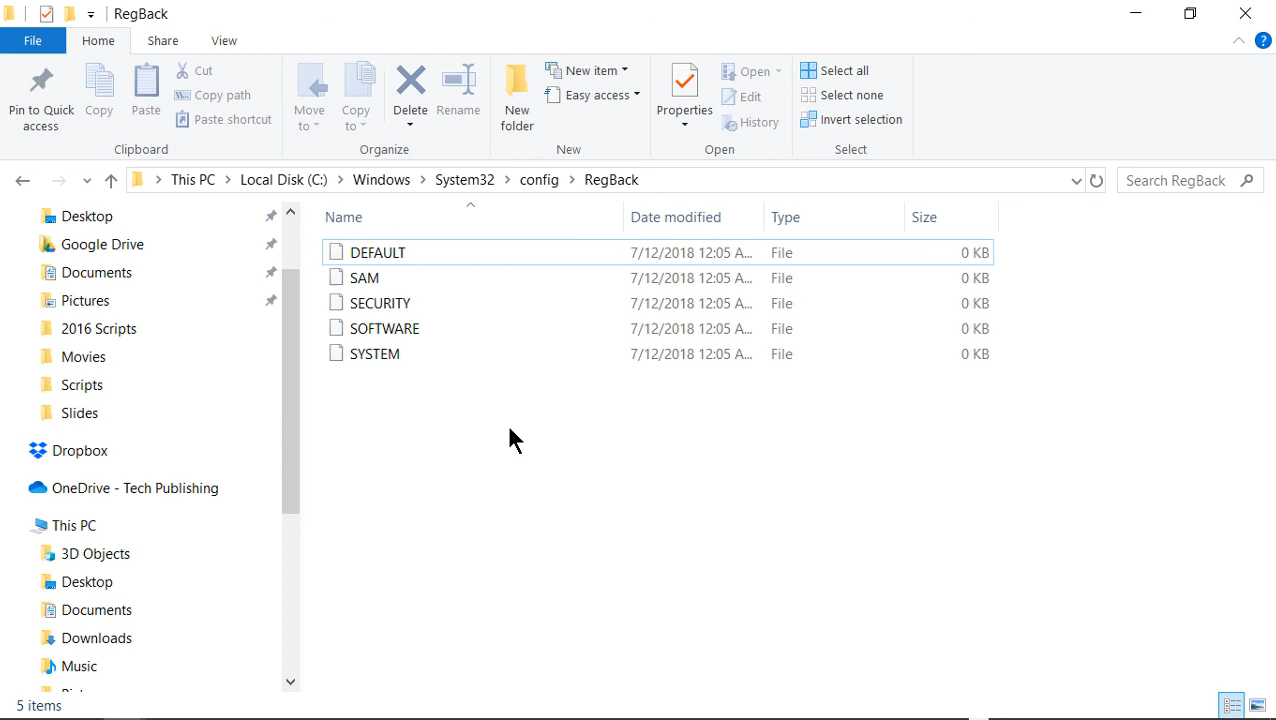 RegBack
File Home Share View
Pin to Quick access
Copy
Paste
Cut
Copy path
Paste shortcut
Clipboard
Move to
Copy to
Delete
Rename
Organize
New folder
New item
Easy access
New
Properties
Open
Edit
History
Open
Select all
Select none
Invert selection
Select
This PC > Local Disk (C:) > Windows > System32 > config > RegBack
Search RegBack
Desktop
Google Drive
Documents
Pictures
2016 Scripts
Movies
Scripts
Slides
Dropbox
OneDrive - Tech Publishing
This PC
3D Objects
Desktop
Documents
Downloads
Music
Name Date modified Type Size
DEFAULT 7/12/2018 12:05 A... File 0 KB
SAM 7/12/2018 12:05 A... File 0 KB
SECURITY 7/12/2018 12:05 A... File 0 KB
SOFTWARE 7/12/2018 12:05 A... File 0 KB
SYSTEM 7/12/2018 12:05 A... File 0 KB
5 items